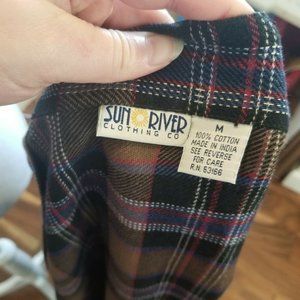 SUN RIVER
CLOTHING CO
M
100% COTTON
MADE IN INDIA
SEE REVERSE
FOR CARE
R.N. 53166